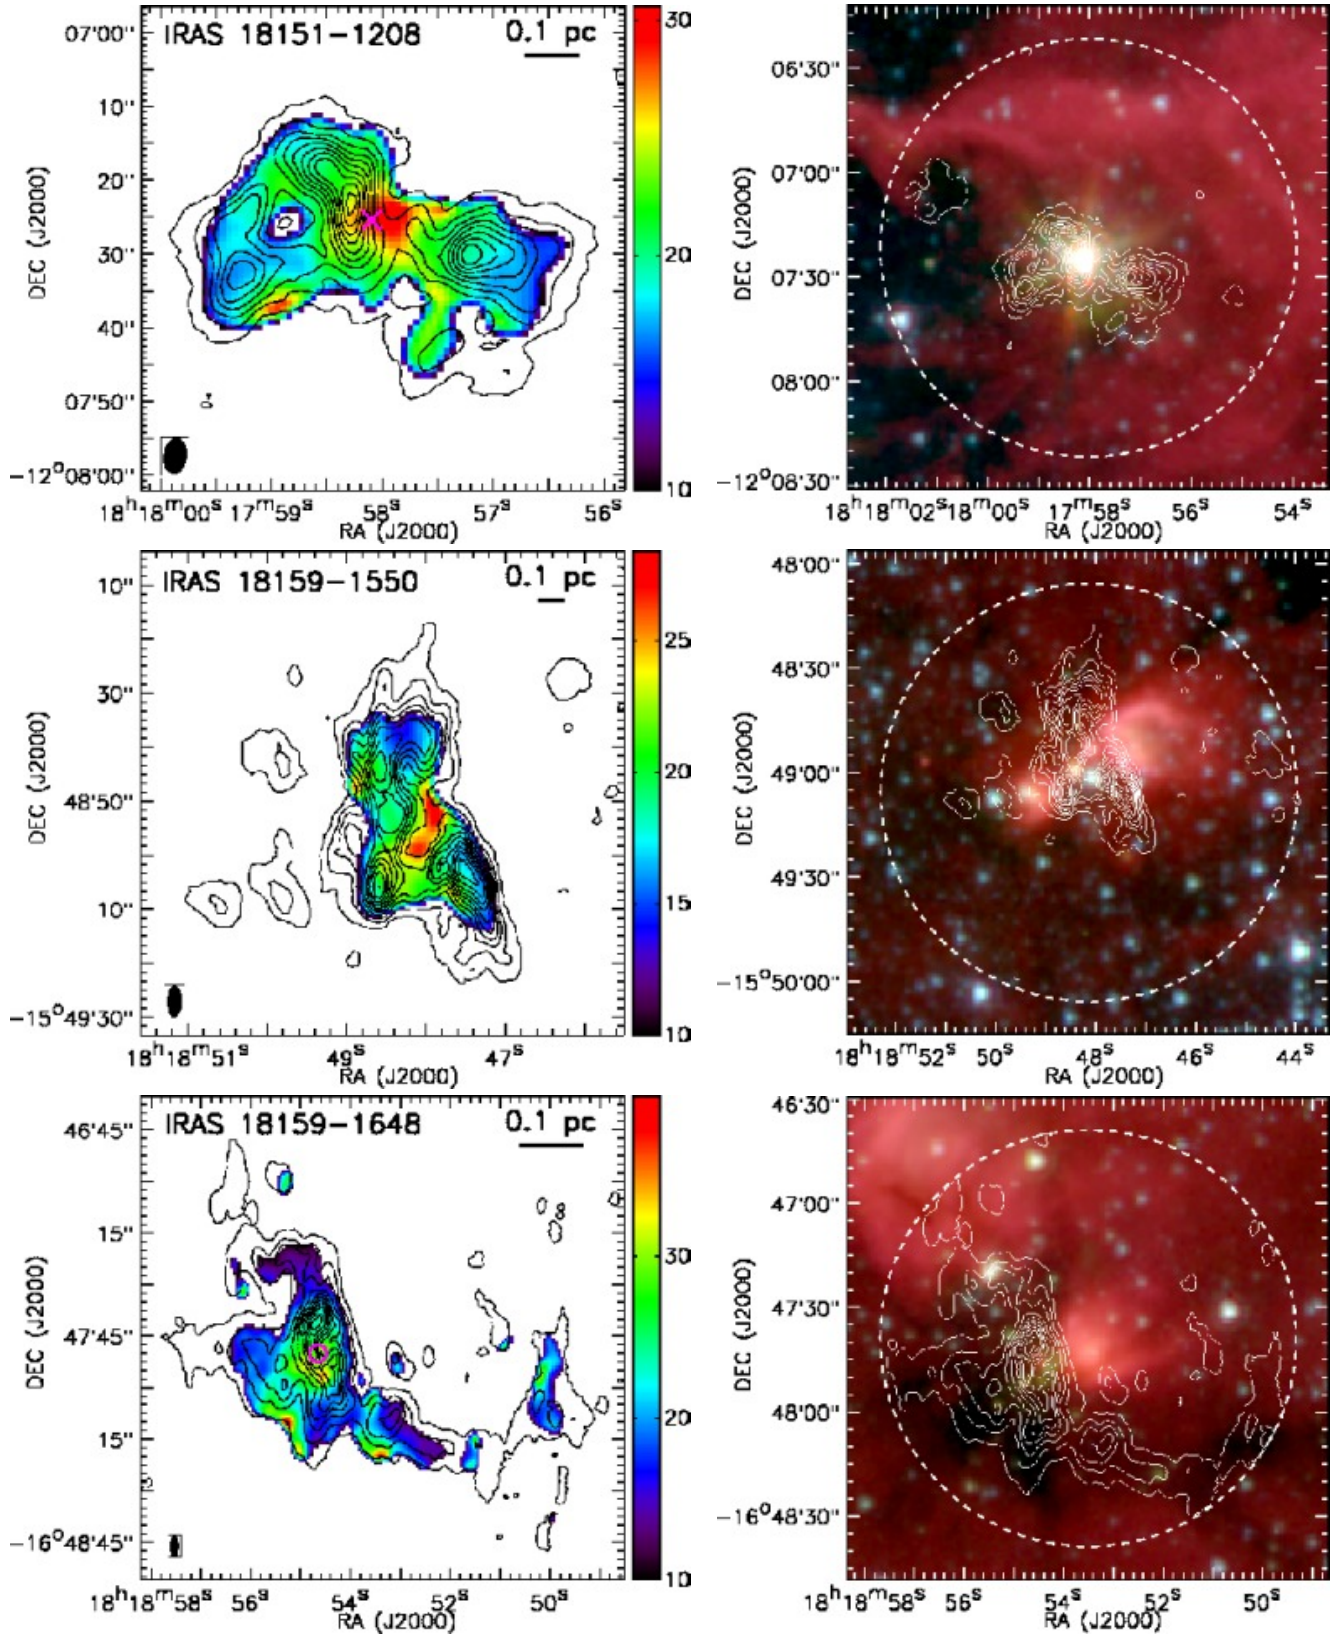 IRAS 18151-1208
0.1 pc
07'00"
10"
20"
30"
40"
07'50"
-12°08'00"
18ʰ18ᵐ00ˢ 17ᵐ59ˢ 58ˢ 57ˢ 56ˢ
RA (J2000)
DEC (J2000)
30
20
10
06'30"
07'00"
07'30"
08'00"
-12°08'30"
18ʰ18ᵐ02ˢ 18ᵐ00ˢ 17ᵐ58ˢ 56ˢ 54ˢ
RA (J2000)
DEC (J2000)
IRAS 18159-1550
0.1 pc
10"
30"
48'50"
10"
-15°49'30"
18ʰ18ᵐ51ˢ 49ˢ 47ˢ
RA (J2000)
DEC (J2000)
25
20
15
10
48'00"
48'30"
49'00"
49'30"
-15°50'00"
18ʰ18ᵐ52ˢ 50ˢ 48ˢ 46ˢ 44ˢ
RA (J2000)
DEC (J2000)
IRAS 18159-1648
0.1 pc
46'45"
15"
47'45"
15"
-16°48'45"
18ʰ18ᵐ58ˢ 56ˢ 54ˢ 52ˢ 50ˢ
RA (J2000)
DEC (J2000)
30
20
10
46'30"
47'00"
47'30"
48'00"
-16°48'30"
18ʰ18ᵐ58ˢ 56ˢ 54ˢ 52ˢ 50ˢ
RA (J2000)
DEC (J2000)